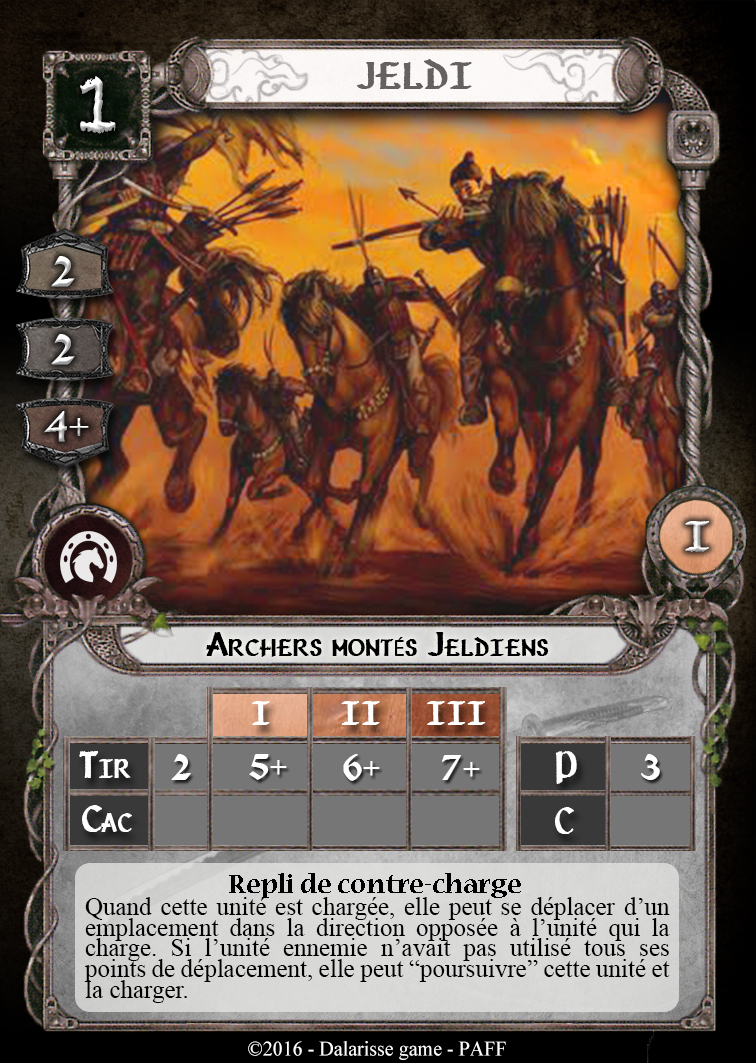 JELDI
1
2
2
4+
I
Archers montés Jeldiens
I II III
Tir 2 5+ 6+ 7+
Cac
P 3
C
Repli de contre-charge
Quand cette unité est chargée, elle peut se déplacer d’un
emplacement dans la direction opposée à l’unité qui la
charge. Si l’unité ennemie n’avait pas utilisé tous ses
points de déplacement, elle peut “poursuivre” cette unité et
la charger.
©2016 - Dalarisse game - PAFF